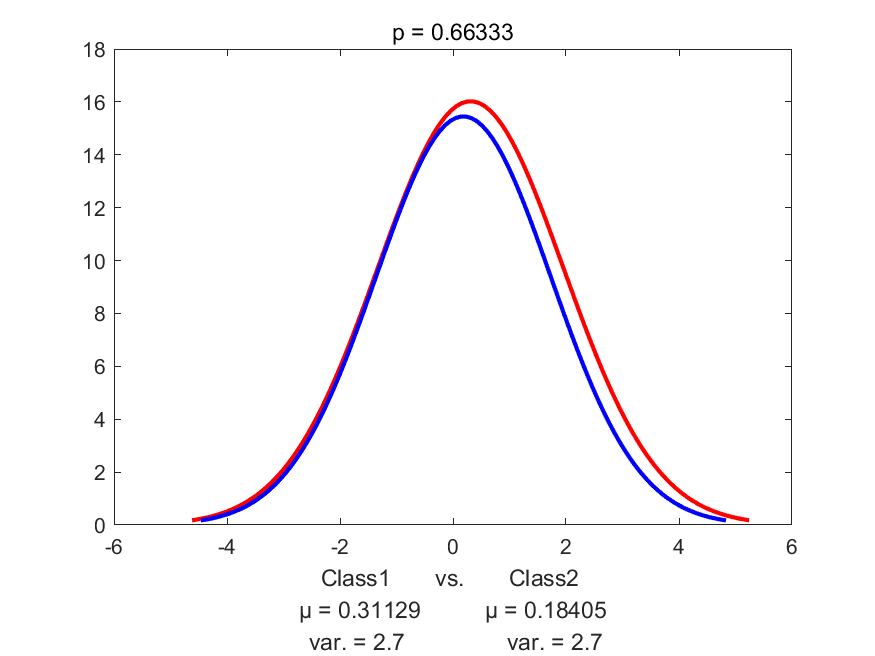 p = 0.66333
18
16
14
12
10
8
6
4
2
0
-6 -4 -2 0 2 4 6
Class1 vs. Class2
μ = 0.31129 μ = 0.18405
var. = 2.7 var. = 2.7